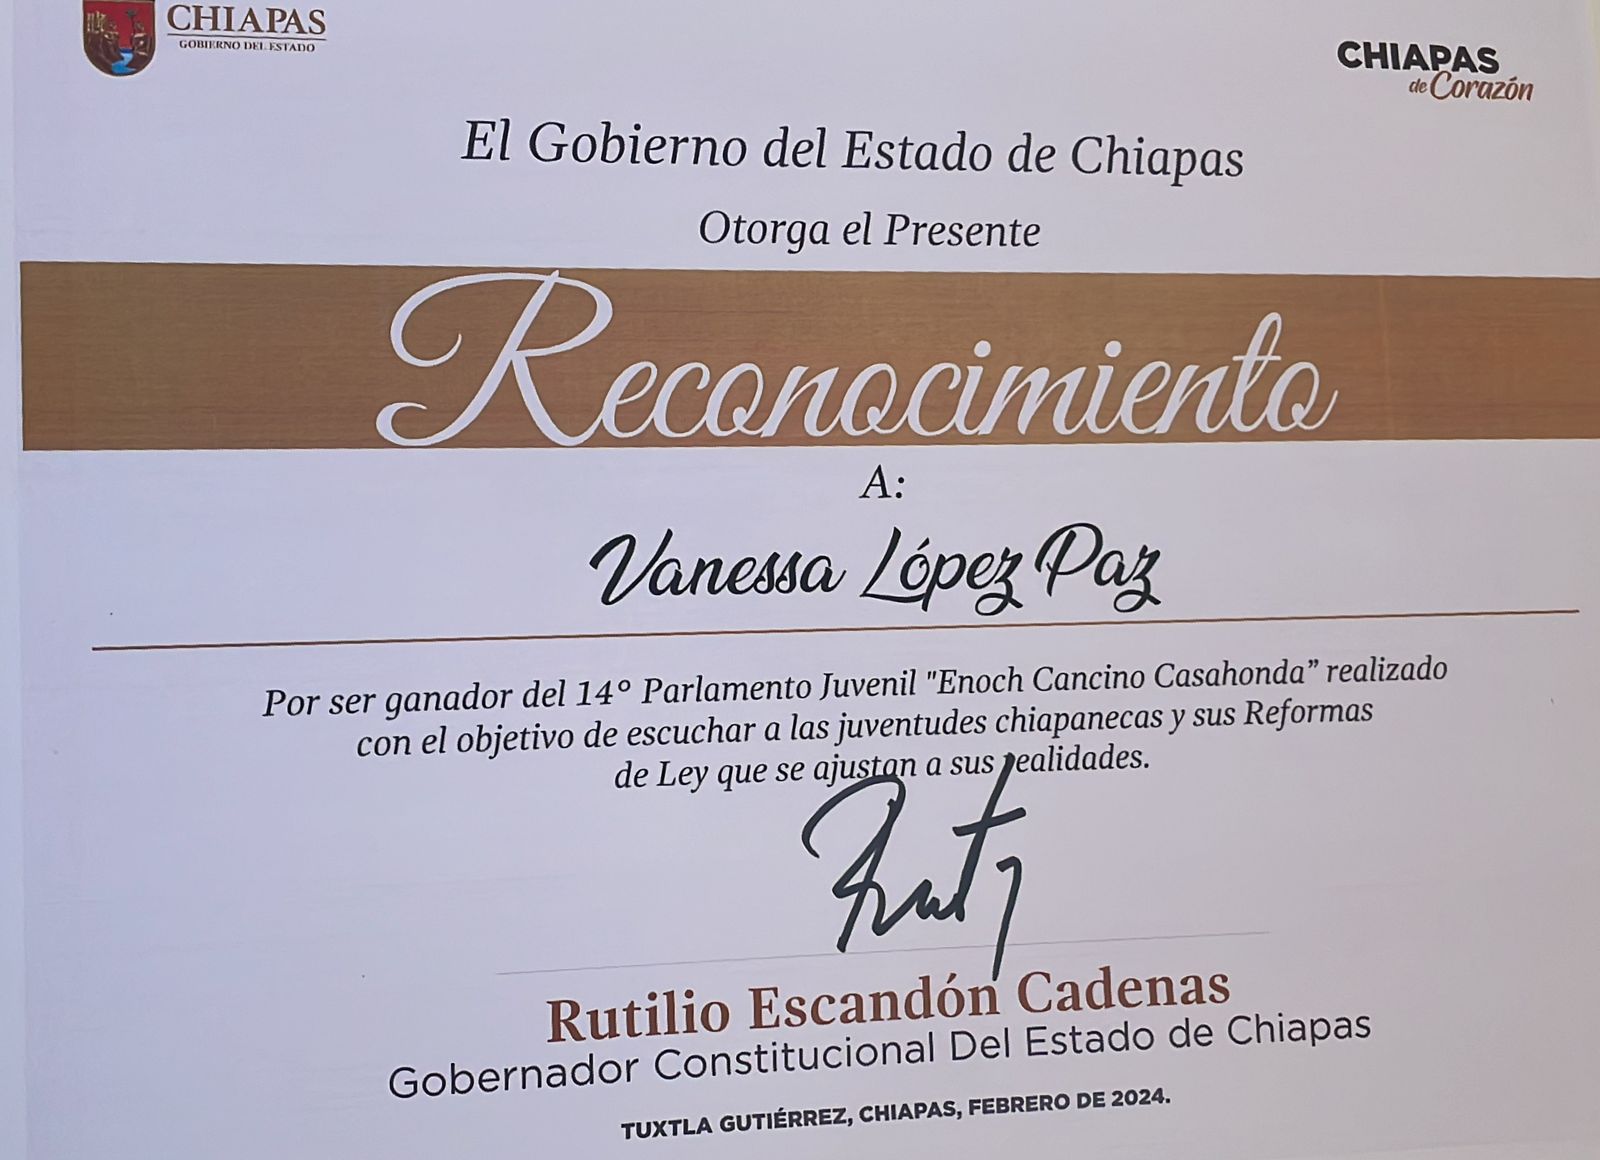 CHIAPAS
GOBIERNO DEL ESTADO
CHIAPAS
de Corazón
El Gobierno del Estado de Chiapas
Otorga el Presente
Reconocimiento
A:
Vanessa López Paz
Por ser ganador del 14° Parlamento Juvenil "Enoch Cancino Casahonda” realizado
con el objetivo de escuchar a las juventudes chiapanecas y sus Reformas
de Ley que se ajustan a sus realidades.
Rutilio Escandón Cadenas
Gobernador Constitucional Del Estado de Chiapas
TUXTLA GUTIÉRREZ, CHIAPAS, FEBRERO DE 2024.